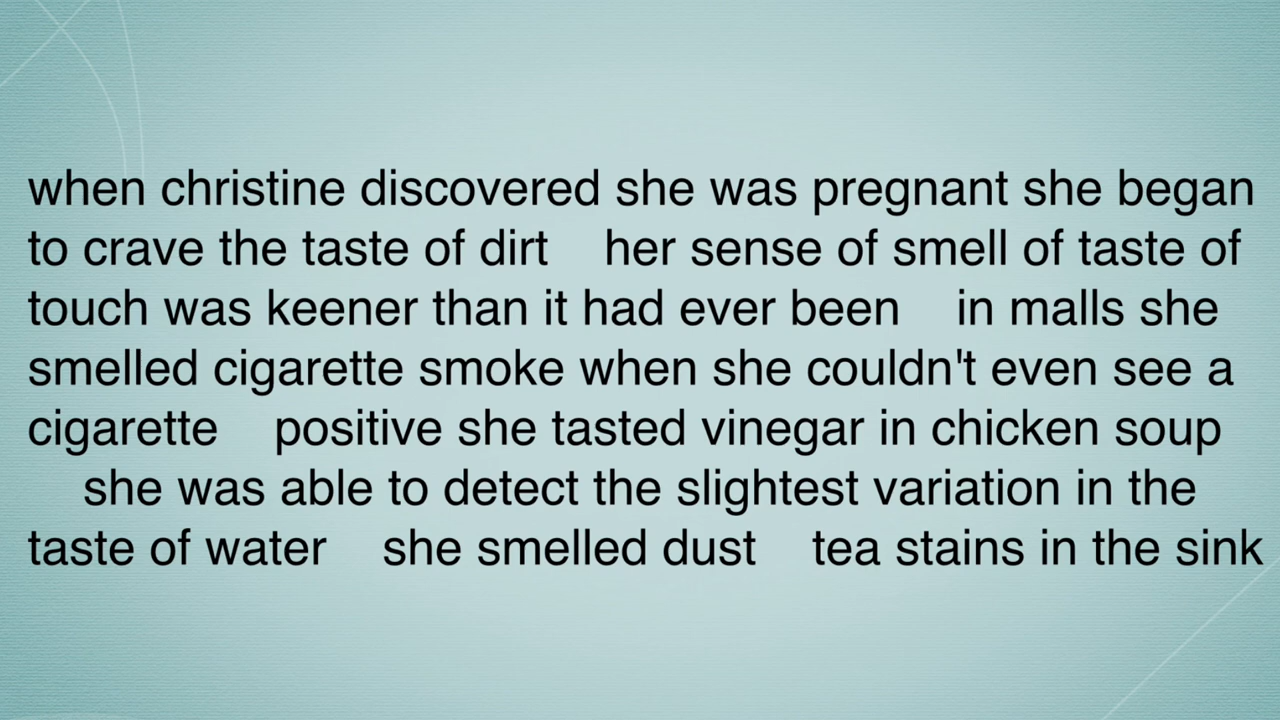 when christine discovered she was pregnant she began
to crave the taste of dirt    her sense of smell of taste of
touch was keener than it had ever been    in malls she
smelled cigarette smoke when she couldn't even see a
cigarette    positive she tasted vinegar in chicken soup
    she was able to detect the slightest variation in the
taste of water    she smelled dust    tea stains in the sink